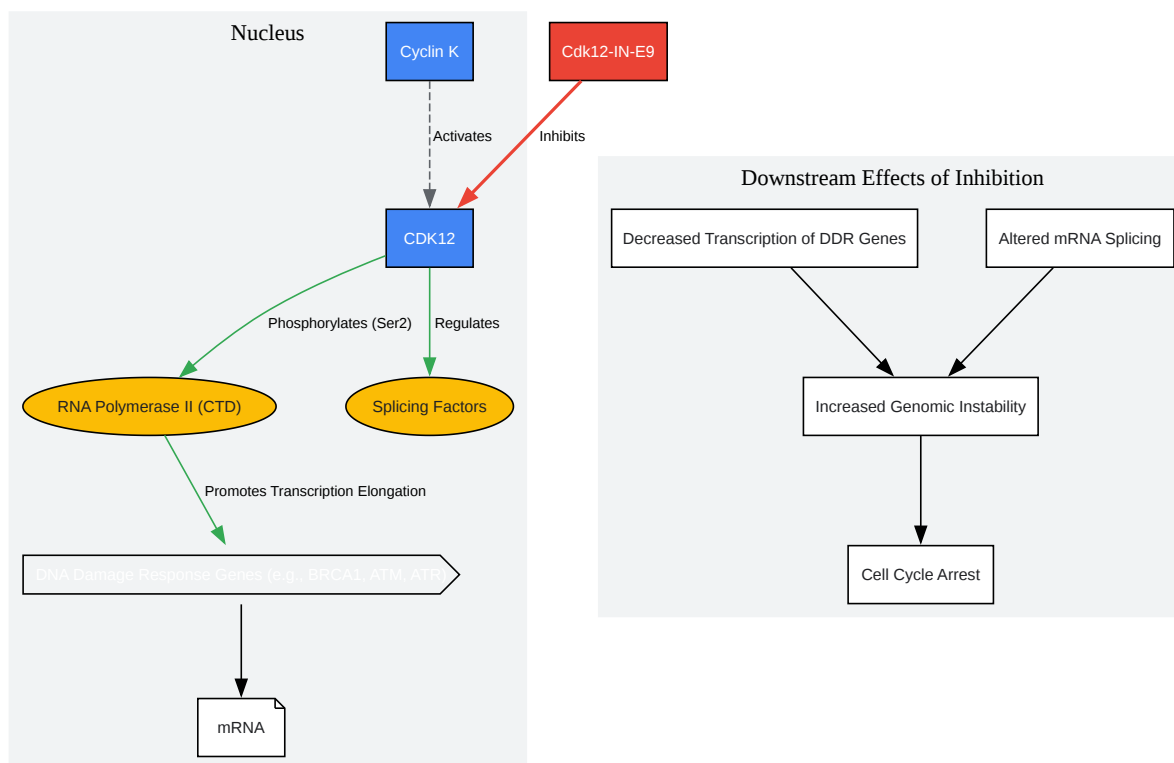 Nucleus
Cyclin K
Cdk12-IN-E9
Activates
Inhibits
CDK12
Phosphorylates (Ser2)
Regulates
RNA Polymerase II (CTD)
Splicing Factors
Promotes Transcription Elongation
DNA Damage Response Genes (e.g., BRCA1, ATM, ATR)
mRNA
Downstream Effects of Inhibition
Decreased Transcription of DDR Genes
Altered mRNA Splicing
Increased Genomic Instability
Cell Cycle Arrest